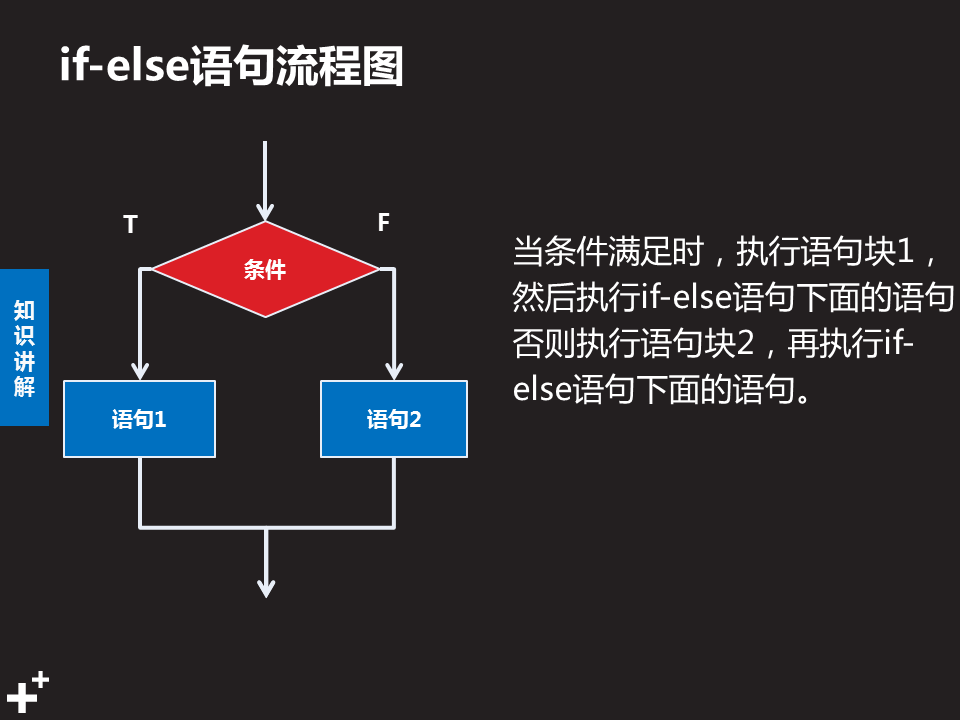 if-else语句流程图
T
F
条件
知
识
讲
解
语句1
语句2
当条件满足时，执行语句块1，
然后执行if-else语句下面的语句
否则执行语句块2，再执行if-
else语句下面的语句。